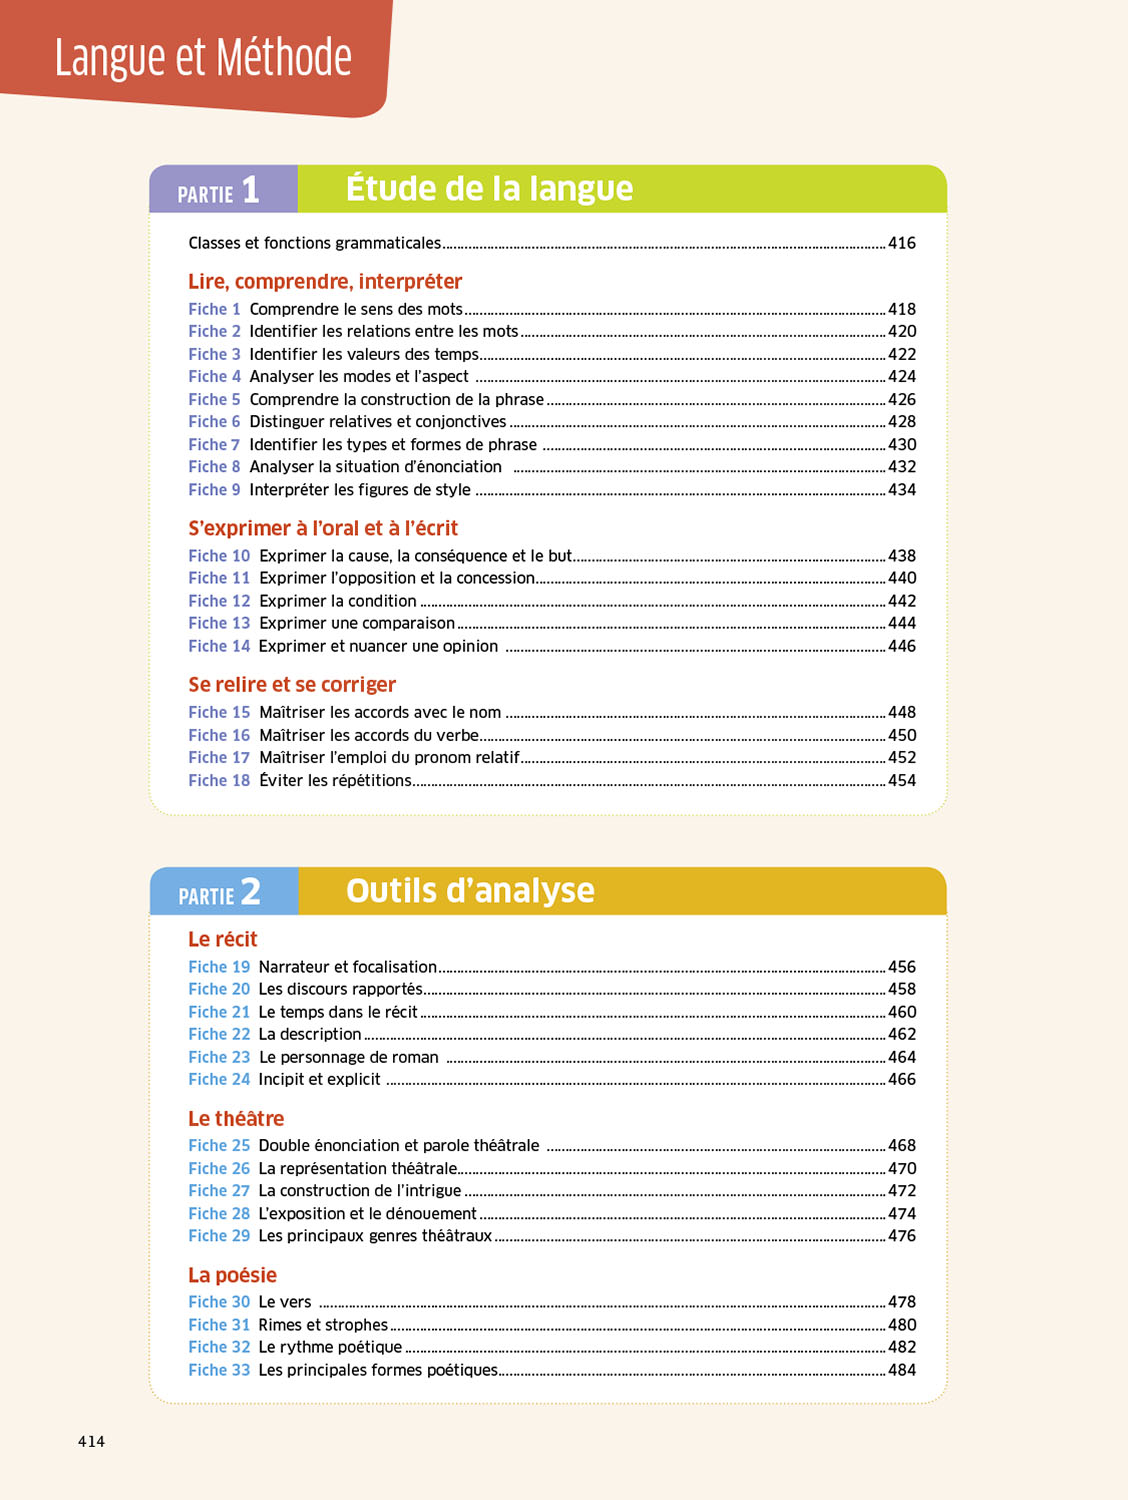 Langue et Méthode
PARTIE 1 Étude de la langue
Classes et fonctions grammaticales 416
Lire, comprendre, interpréter
Fiche 1 Comprendre le sens des mots 418
Fiche 2 Identifier les relations entre les mots 420
Fiche 3 Identifier les valeurs des temps 422
Fiche 4 Analyser les modes et l'aspect 424
Fiche 5 Comprendre la construction de la phrase 426
Fiche 6 Distinguer relatives et conjonctives 428
Fiche 7 Identifier les types et formes de phrase 430
Fiche 8 Analyser la situation d'énonciation 432
Fiche 9 Interpréter les figures de style 434
S'exprimer à l'oral et à l'écrit
Fiche 10 Exprimer la cause, la conséquence et le but 438
Fiche 11 Exprimer l'opposition et la concession 440
Fiche 12 Exprimer la condition 442
Fiche 13 Exprimer une comparaison 444
Fiche 14 Exprimer et nuancer une opinion 446
Se relire et se corriger
Fiche 15 Maîtriser les accords avec le nom 448
Fiche 16 Maîtriser les accords du verbe 450
Fiche 17 Maîtriser l'emploi du pronom relatif 452
Fiche 18 Éviter les répétitions 454
PARTIE 2 Outils d'analyse
Le récit
Fiche 19 Narrateur et focalisation 456
Fiche 20 Les discours rapportés 458
Fiche 21 Le temps dans le récit 460
Fiche 22 La description 462
Fiche 23 Le personnage de roman 464
Fiche 24 Incipit et explicit 466
Le théâtre
Fiche 25 Double énonciation et parole théâtrale 468
Fiche 26 La représentation théâtrale 470
Fiche 27 La construction de l'intrigue 472
Fiche 28 L'exposition et le dénouement 474
Fiche 29 Les principaux genres théâtraux 476
La poésie
Fiche 30 Le vers 478
Fiche 31 Rimes et strophes 480
Fiche 32 Le rythme poétique 482
Fiche 33 Les principales formes poétiques 484
414